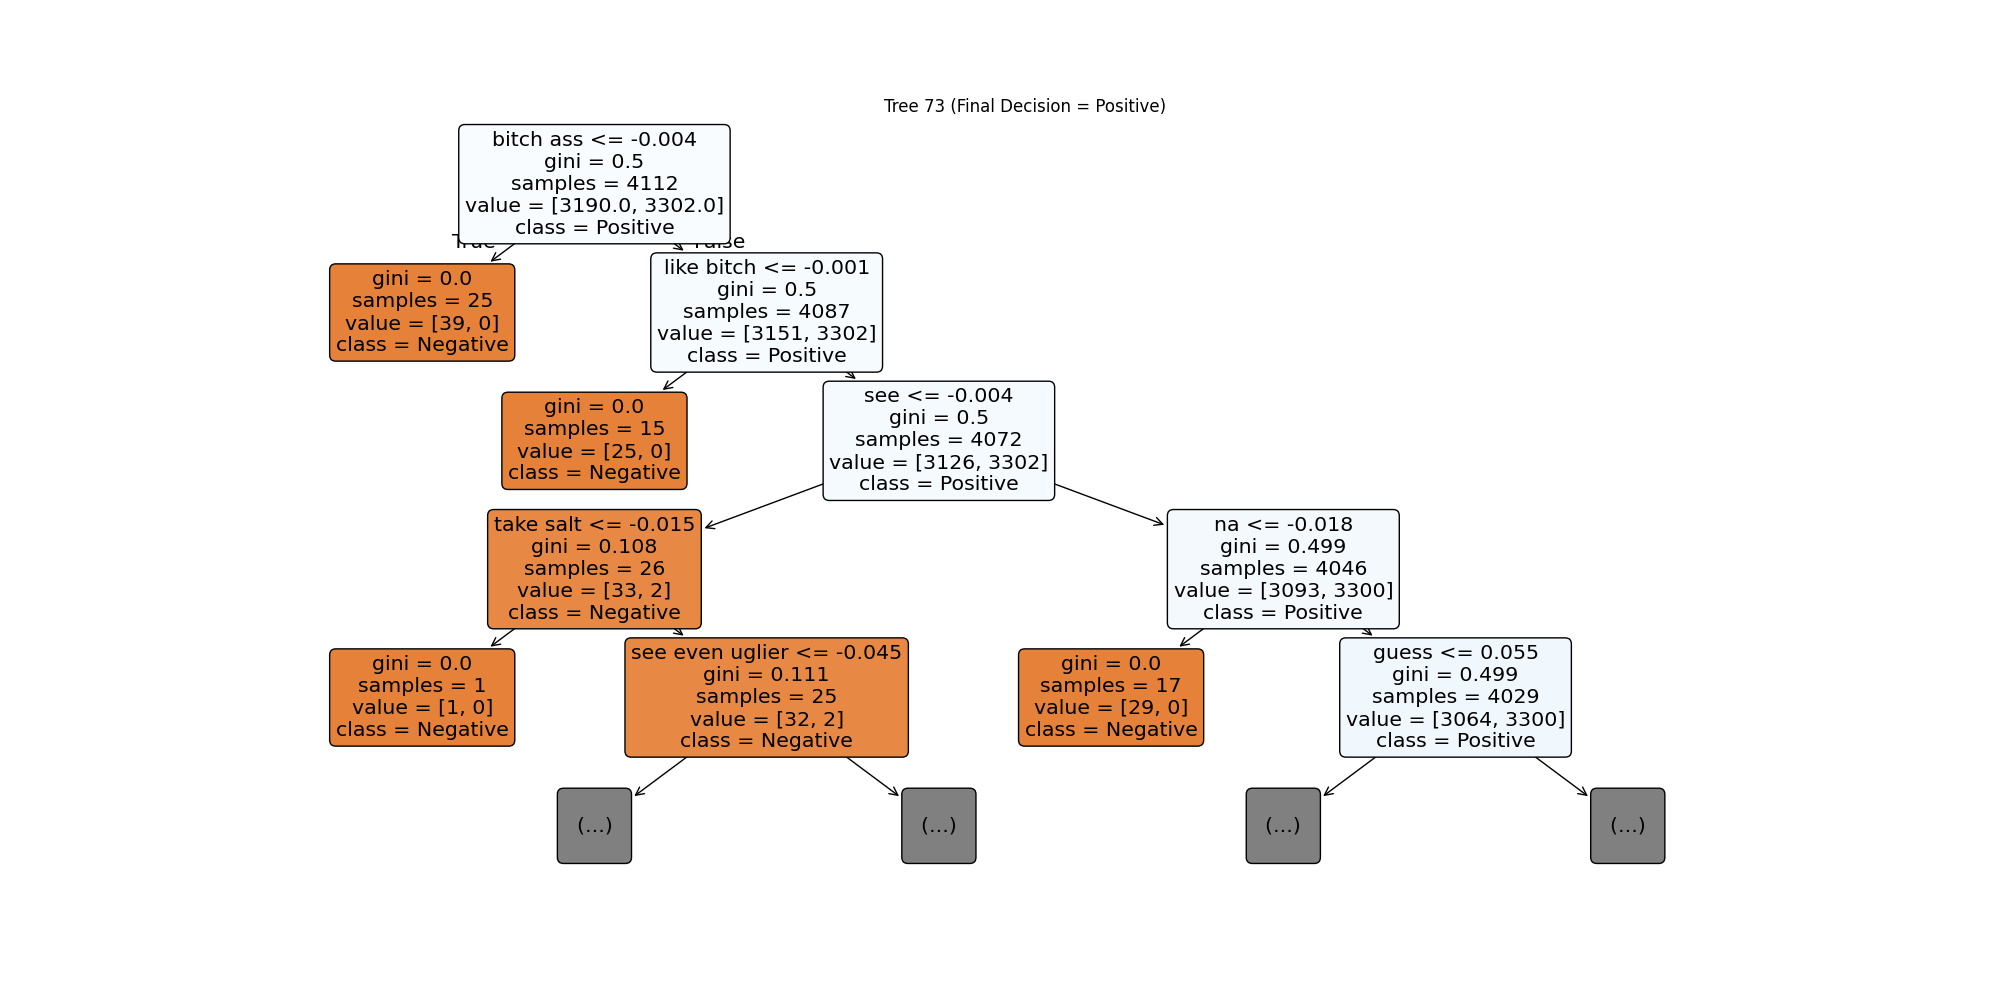 Tree 73 (Final Decision = Positive)
bitch ass <= -0.004
gini = 0.5
samples = 4112
value = [3190.0, 3302.0]
class = Positive
True
False
gini = 0.0
samples = 25
value = [39, 0]
class = Negative
like bitch <= -0.001
gini = 0.5
samples = 4087
value = [3151, 3302]
class = Positive
gini = 0.0
samples = 15
value = [25, 0]
class = Negative
see <= -0.004
gini = 0.5
samples = 4072
value = [3126, 3302]
class = Positive
take salt <= -0.015
gini = 0.108
samples = 26
value = [33, 2]
class = Negative
na <= -0.018
gini = 0.499
samples = 4046
value = [3093, 3300]
class = Positive
gini = 0.0
samples = 1
value = [1, 0]
class = Negative
see even uglier <= -0.045
gini = 0.111
samples = 25
value = [32, 2]
class = Negative
gini = 0.0
samples = 17
value = [29, 0]
class = Negative
guess <= 0.055
gini = 0.499
samples = 4029
value = [3064, 3300]
class = Positive
(...)
(...)
(...)
(...)